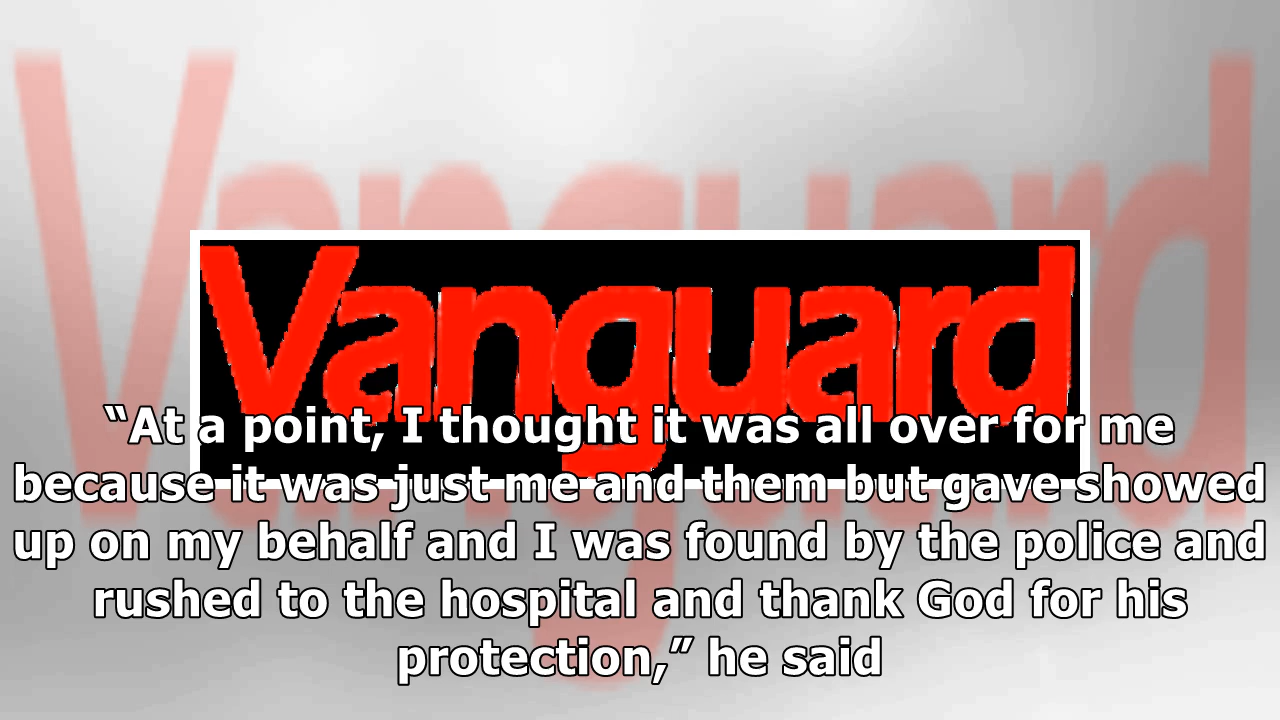 Vanguard
“At a point, I thought it was all over for me
because it was just me and them but gave showed
up on my behalf and I was found by the police and
rushed to the hospital and thank God for his
protection,” he said